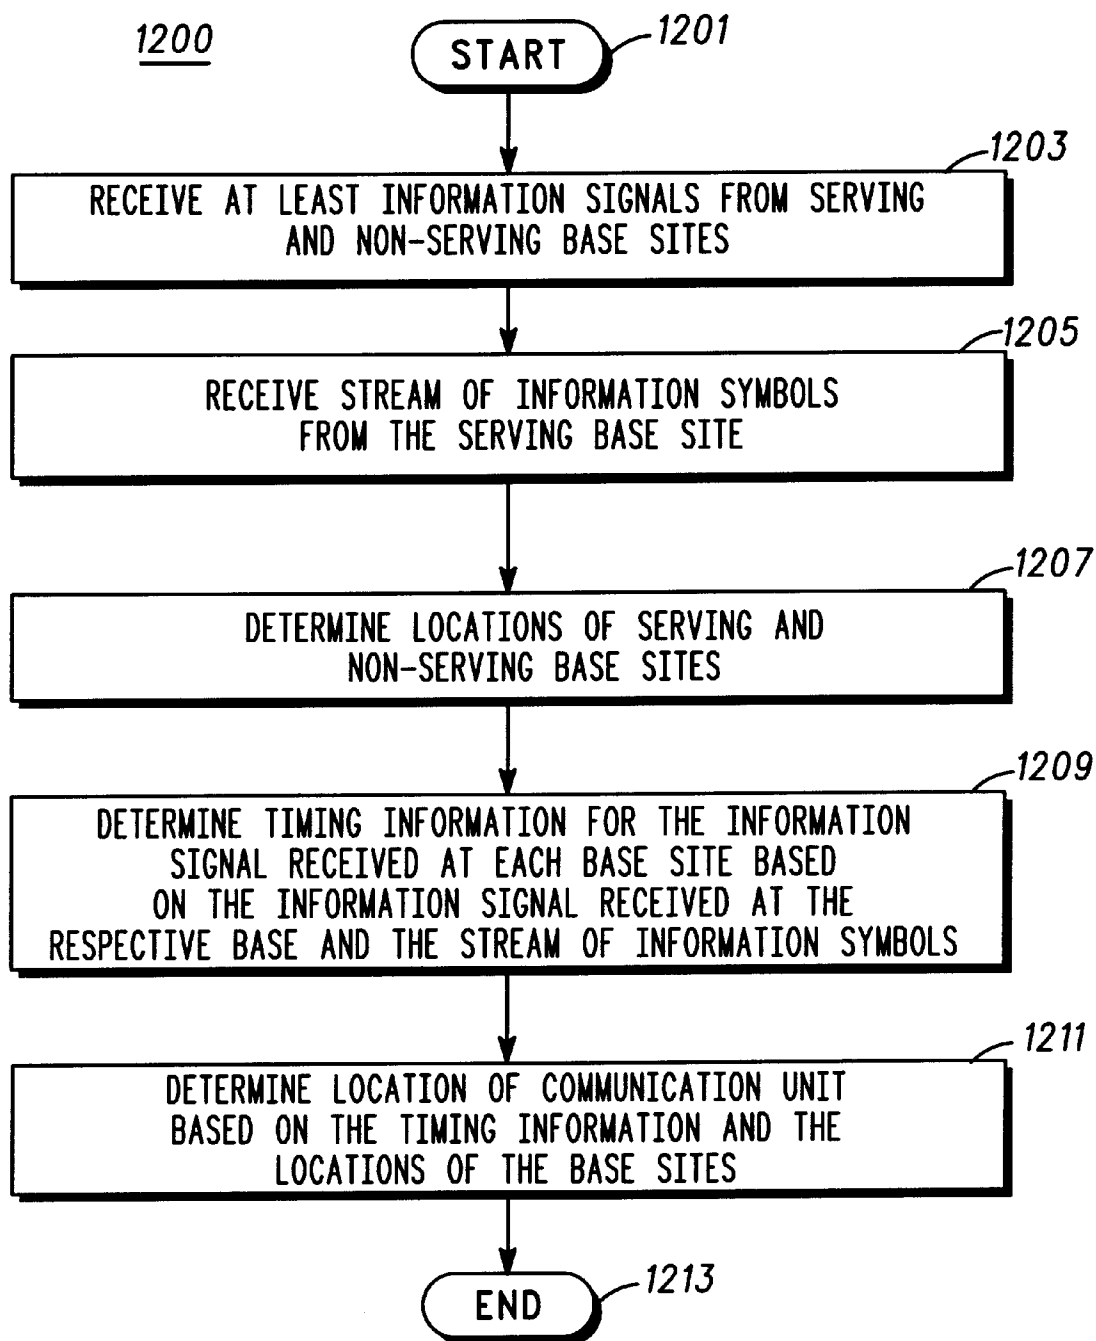 1200
START
1201
1203
RECEIVE AT LEAST INFORMATION SIGNALS FROM SERVING
AND NON-SERVING BASE SITES
1205
RECEIVE STREAM OF INFORMATION SYMBOLS
FROM THE SERVING BASE SITE
1207
DETERMINE LOCATIONS OF SERVING AND
NON-SERVING BASE SITES
1209
DETERMINE TIMING INFORMATION FOR THE INFORMATION
SIGNAL RECEIVED AT EACH BASE SITE BASED
ON THE INFORMATION SIGNAL RECEIVED AT THE
RESPECTIVE BASE AND THE STREAM OF INFORMATION SYMBOLS
1211
DETERMINE LOCATION OF COMMUNICATION UNIT
BASED ON THE TIMING INFORMATION AND THE
LOCATIONS OF THE BASE SITES
END
1213